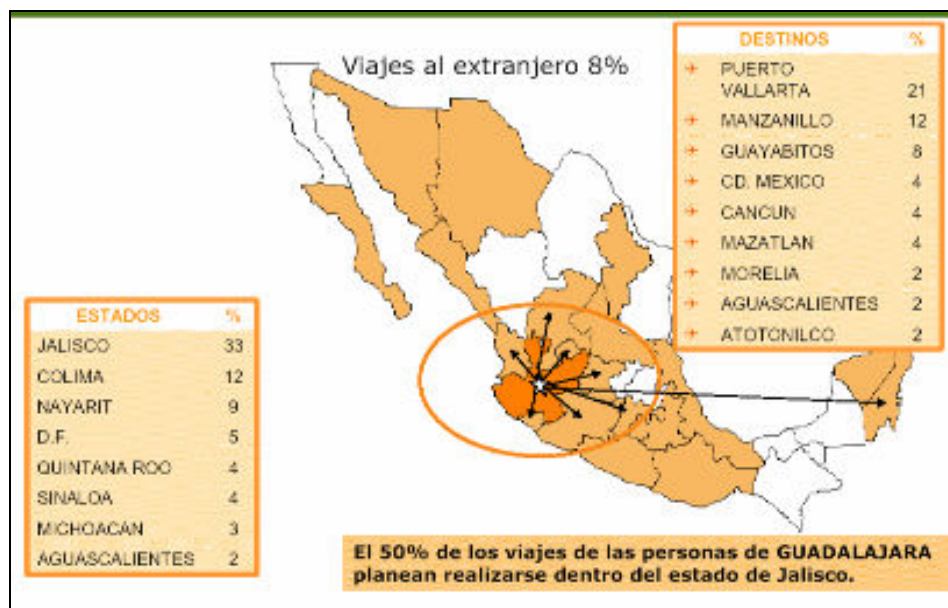 Viajes al extranjero 8%
DESTINOS %
PUERTO
VALLARTA 21
MANZANILLO 12
GUAYABITOS 8
CD. MEXICO 4
CANCUN 4
MAZATLAN 4
MORELIA 2
AGUASCALIENTES 2
ATOTONILCO 2
ESTADOS %
JALISCO 33
COLIMA 12
NAYARIT 9
D.F. 5
QUINTANA ROO 4
SINALOA 4
MICHOACAN 3
AGUASCALIENTES 2
El 50% de los viajes de las personas de GUADALAJARA
planean realizarse dentro del estado de Jalisco.